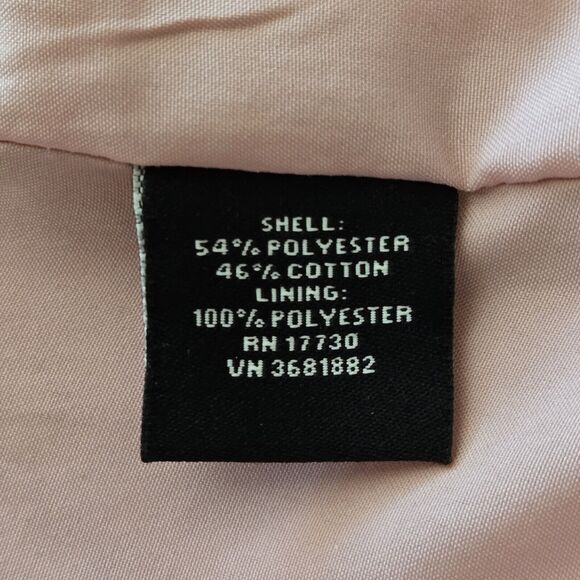 SHELL:
54% POLYESTER
46% COTTON
LINING:
100% POLYESTER
RN 17730
VN 3681882